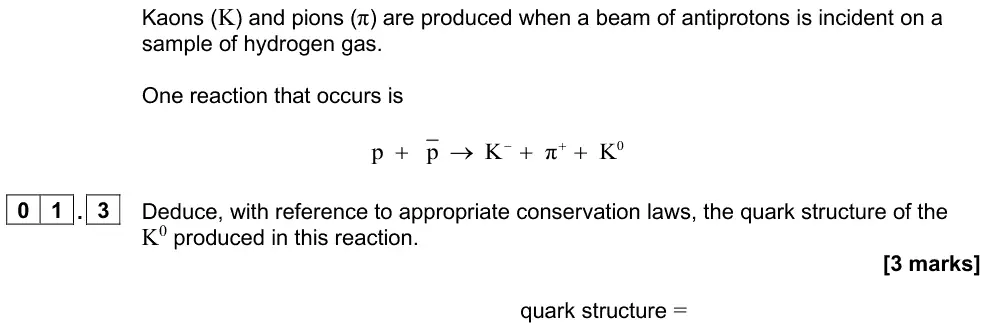 Kaons (K) and pions (π) are produced when a beam of antiprotons is incident on a
sample of hydrogen gas.
One reaction that occurs is
p + p̅ → K⁻ + π⁺ + K⁰
0 1 . 3 Deduce, with reference to appropriate conservation laws, the quark structure of the
K⁰ produced in this reaction.
[3 marks]
quark structure =